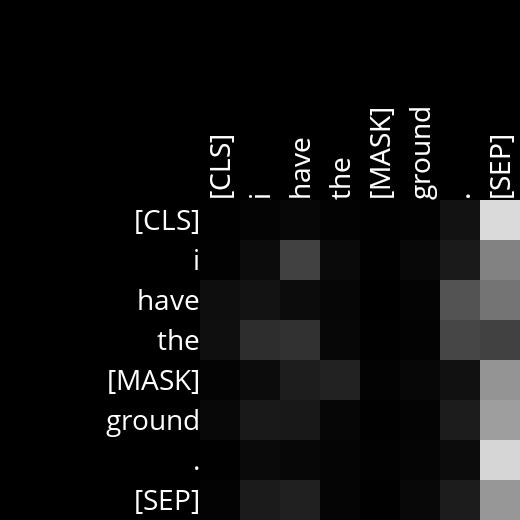 [CLS] i have the [MASK] ground . [SEP]
[CLS]
i
have
the
[MASK]
ground
.
[SEP]